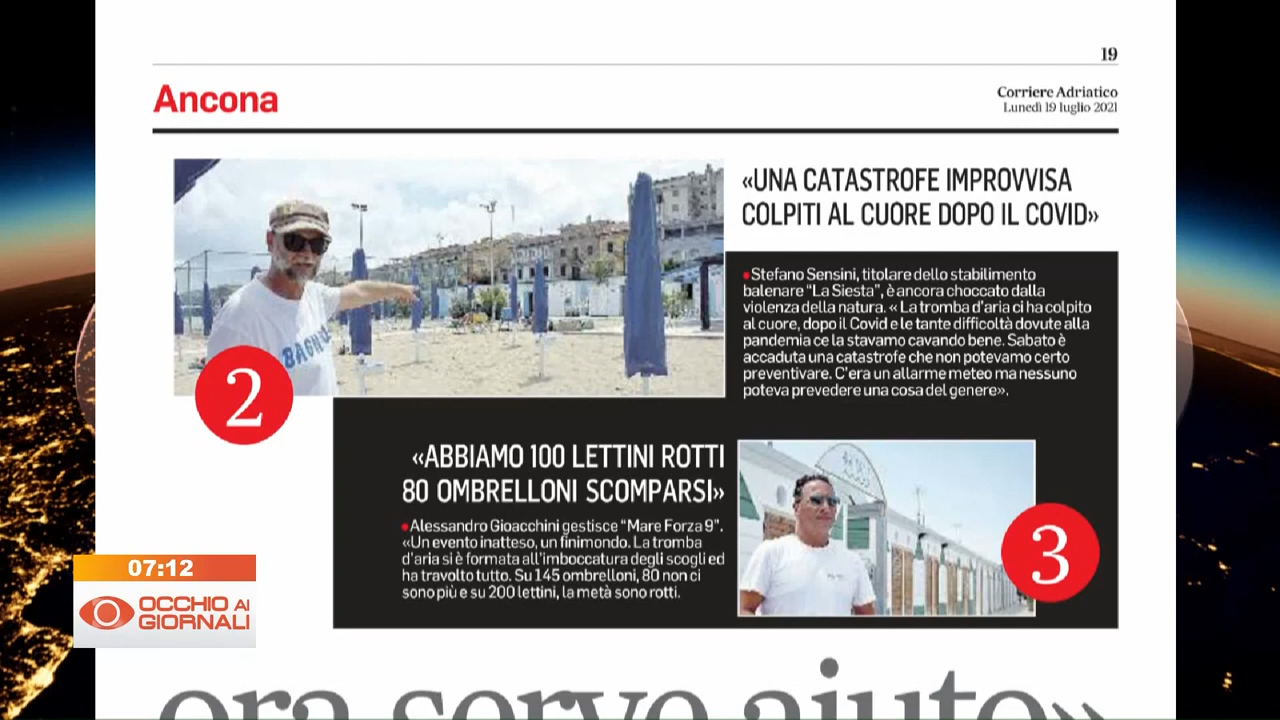 19
Ancona
Corriere Adriatico
Lunedì 19 luglio 2021
«UNA CATASTROFE IMPROVVISA
COLPITI AL CUORE DOPO IL COVID»
Stefano Sensini, titolare dello stabilimento
balenare “La Siesta”, è ancora choccato dalla
violenza della natura. « La tromba d'aria ci ha colpito
al cuore, dopo il Covid e le tante difficoltà dovute alla
pandemia ce la stavamo cavando bene. Sabato è
accaduta una catastrofe che non potevamo certo
preventivare. C'era un allarme meteo ma nessuno
poteva prevedere una cosa del genere».
2
«ABBIAMO 100 LETTINI ROTTI
80 OMBRELLONI SCOMPARSI»
Alessandro Gioacchini gestisce “Mare Forza 9”.
«Un evento inatteso, un finimondo. La tromba
d'aria si è formata all'imboccatura degli scogli ed
ha travolto tutto. Su 145 ombrelloni, 80 non ci
sono più e su 200 lettini, la metà sono rotti.
3
07:12
OCCHIO AI
GIORNALI
ora serve aiuto»